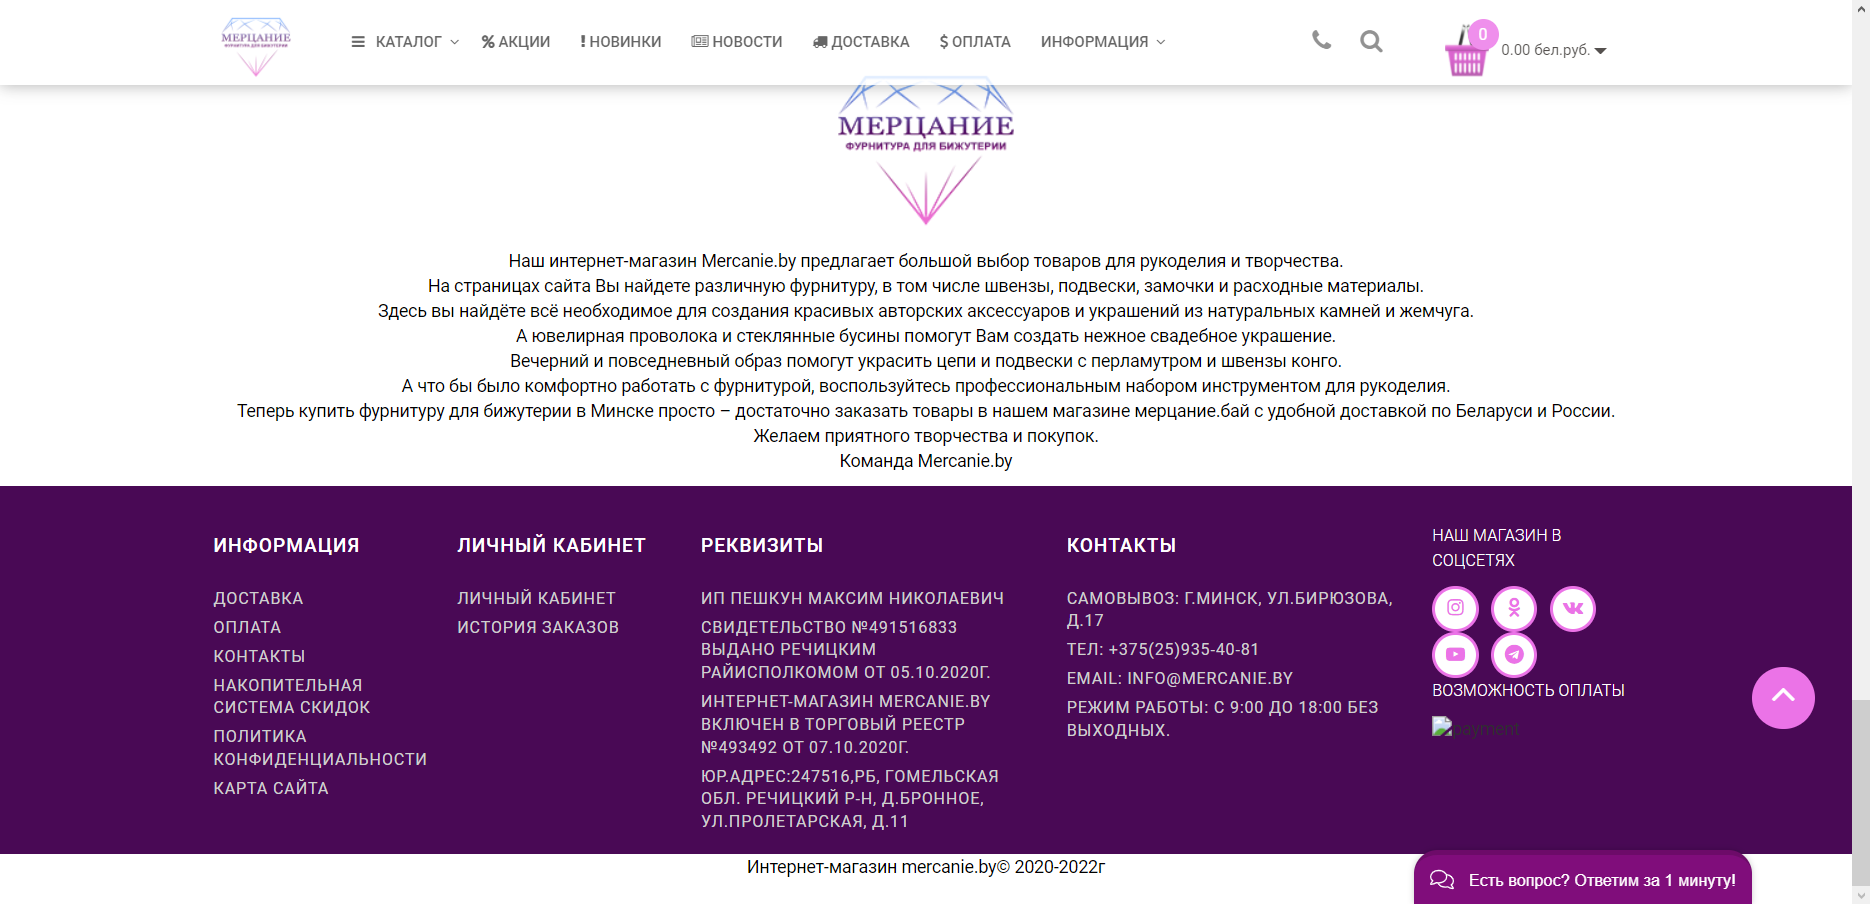 МЕРЦАНИЕ
ФУРНИТУРА ДЛЯ БИЖУТЕРИИ
КАТАЛОГ
АКЦИИ
НОВИНКИ
НОВОСТИ
ДОСТАВКА
ОПЛАТА
ИНФОРМАЦИЯ
0
0.00 бел.руб.
МЕРЦАНИЕ
ФУРНИТУРА ДЛЯ БИЖУТЕРИИ
Наш интернет-магазин Mercanie.by предлагает большой выбор товаров для рукоделия и творчества.
На страницах сайта Вы найдете различную фурнитуру, в том числе швензы, подвески, замочки и расходные материалы.
Здесь вы найдёте всё необходимое для создания красивых авторских аксессуаров и украшений из натуральных камней и жемчуга.
А ювелирная проволока и стеклянные бусины помогут Вам создать нежное свадебное украшение.
Вечерний и повседневный образ помогут украсить цепи и подвески с перламутром и швензы конго.
А что бы было комфортно работать с фурнитурой, воспользуйтесь профессиональным набором инструментом для рукоделия.
Теперь купить фурнитуру для бижутерии в Минске просто – достаточно заказать товары в нашем магазине мерцание.бай с удобной доставкой по Беларуси и России.
Желаем приятного творчества и покупок.
Команда Mercanie.by
ИНФОРМАЦИЯ
ДОСТАВКА
ОПЛАТА
КОНТАКТЫ
НАКОПИТЕЛЬНАЯ
СИСТЕМА СКИДОК
ПОЛИТИКА
КОНФИДЕНЦИАЛЬНОСТИ
КАРТА САЙТА
ЛИЧНЫЙ КАБИНЕТ
ЛИЧНЫЙ КАБИНЕТ
ИСТОРИЯ ЗАКАЗОВ
РЕКВИЗИТЫ
ИП ПЕШКУН МАКСИМ НИКОЛАЕВИЧ
СВИДЕТЕЛЬСТВО №491516833
ВЫДАНО РЕЧИЦКИМ
РАЙИСПОЛКОМОМ ОТ 05.10.2020Г.
ИНТЕРНЕТ-МАГАЗИН MERCANIE.BY
ВКЛЮЧЕН В ТОРГОВЫЙ РЕЕСТР
№493492 ОТ 07.10.2020Г.
ЮР.АДРЕС:247516,РБ, ГОМЕЛЬСКАЯ
ОБЛ. РЕЧИЦКИЙ Р-Н, Д.БРОННОЕ,
УЛ.ПРОЛЕТАРСКАЯ, Д.11
КОНТАКТЫ
САМОВЫВОЗ: Г.МИНСК, УЛ.БИРЮЗОВА,
Д.17
ТЕЛ: +375(25)935-40-81
EMAIL: INFO@MERCANIE.BY
РЕЖИМ РАБОТЫ: С 9:00 ДО 18:00 БЕЗ
ВЫХОДНЫХ.
НАШ МАГАЗИН В
СОЦСЕТЯХ
ВОЗМОЖНОСТЬ ОПЛАТЫ
payment
Интернет-магазин mercanie.by© 2020-2022г
Есть вопрос? Ответим за 1 минуту!